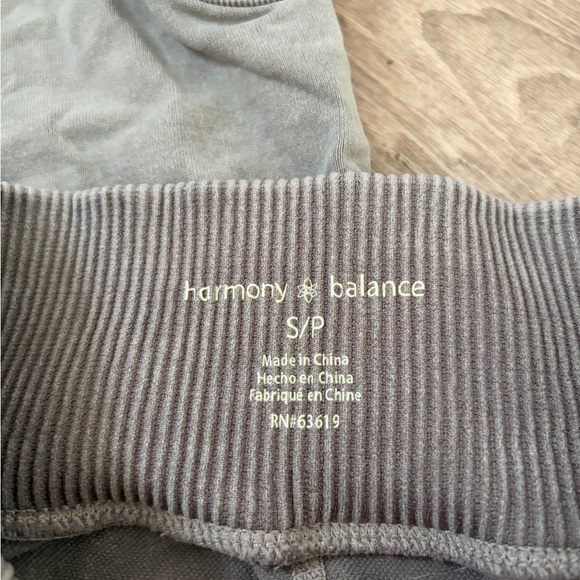 harmony balance
S/P
Made in China
Hecho en China
Fabriqué en Chine
RN#63619